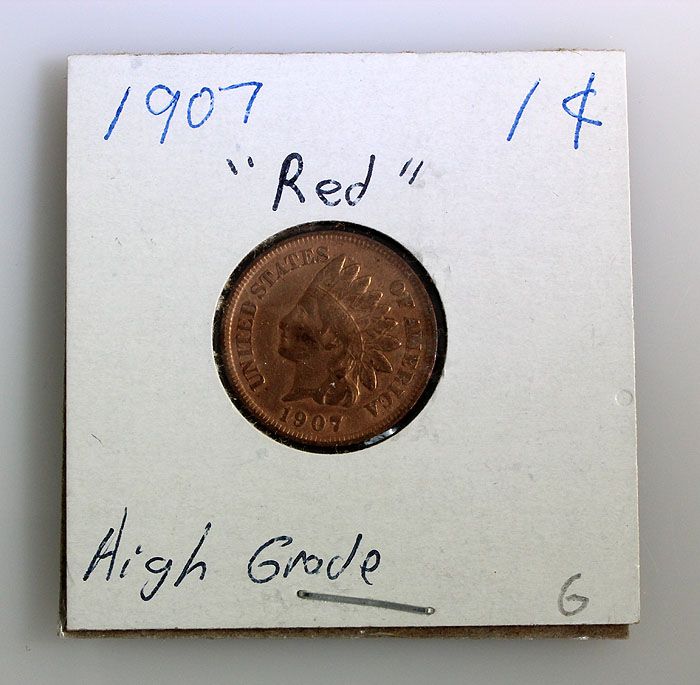 1907 1¢
"Red"
UNITED STATES OF AMERICA
1907
High Grade
G